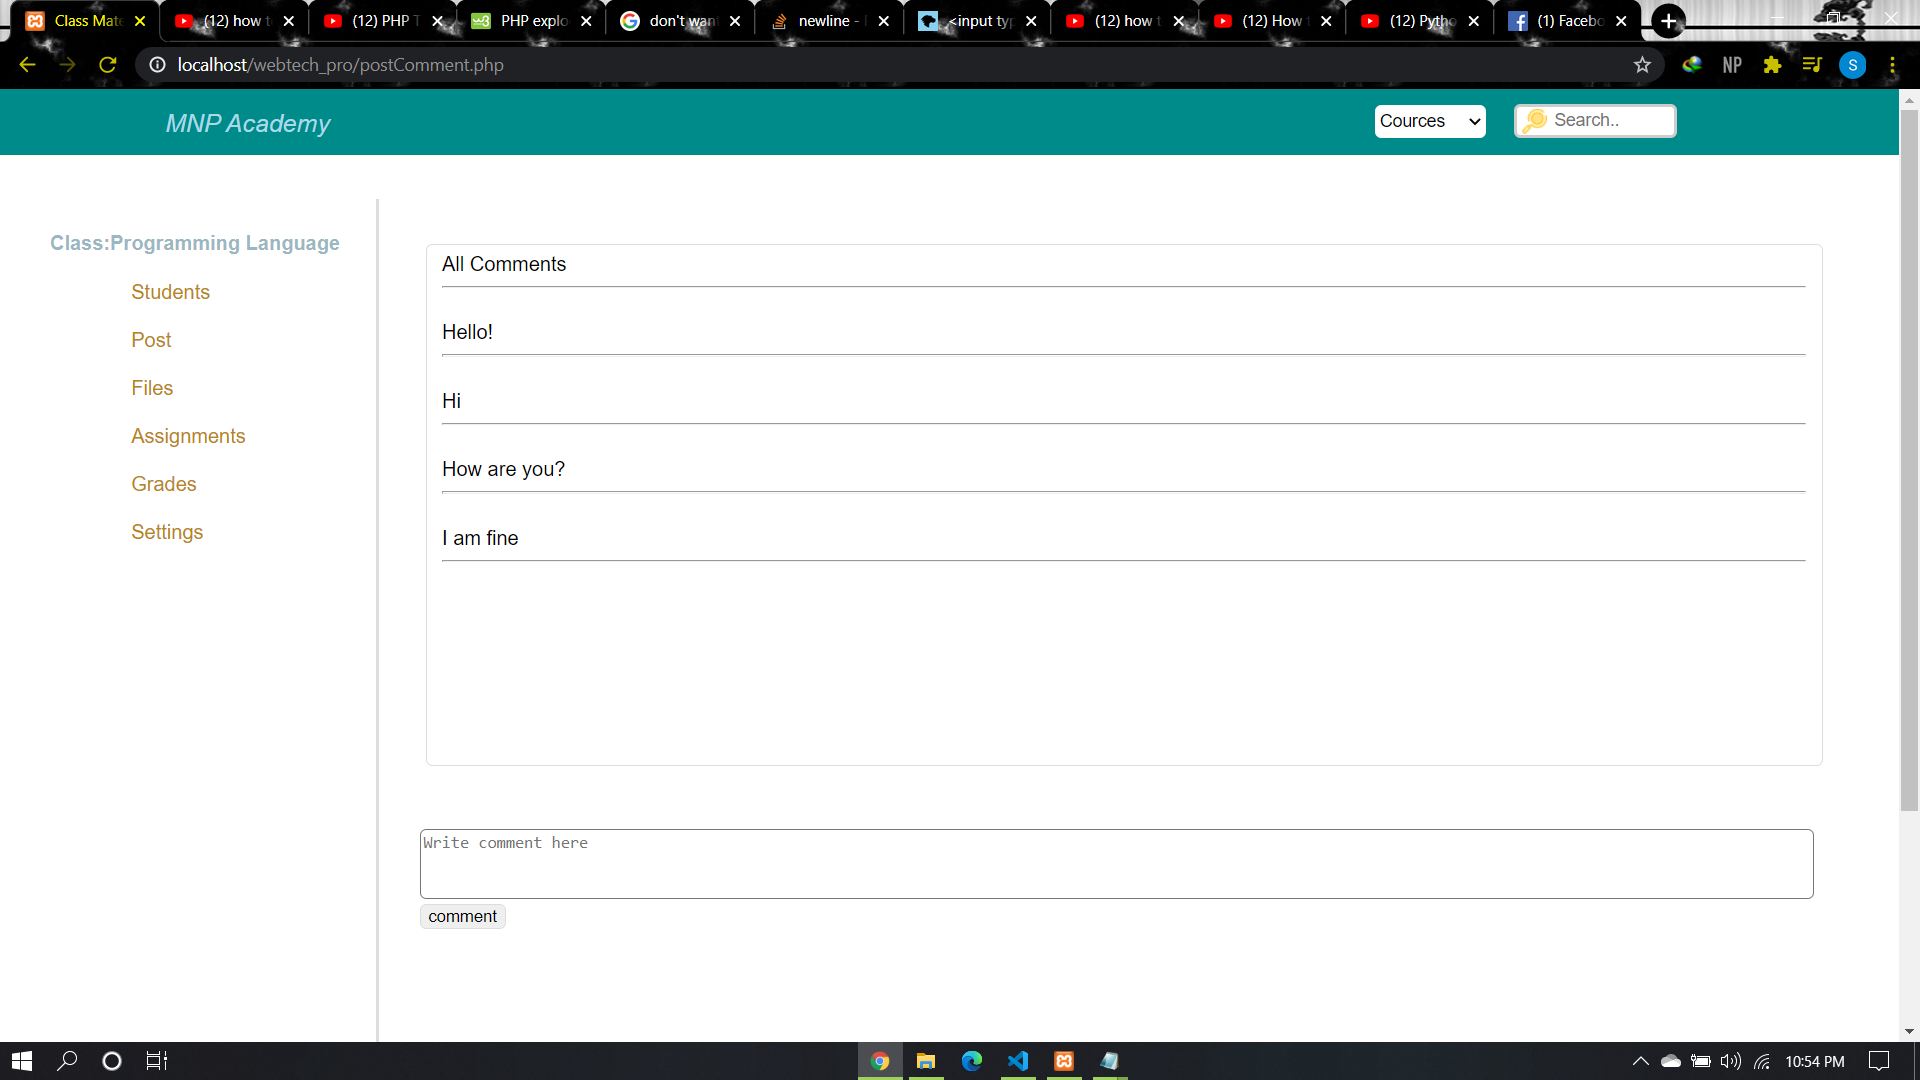 Class Mat
(12) how t
(12) PHP T
PHP explo
don't wan
newline -
<input typ
(12) how t
(12) How t
(12) Pytho
(1) Facebo
localhost/webtech_pro/postComment.php
NP
S
MNP Academy
Cources
Search..
Class:Programming Language
Students
Post
Files
Assignments
Grades
Settings
All Comments
Hello!
Hi
How are you?
I am fine
Write comment here
comment
10:54 PM